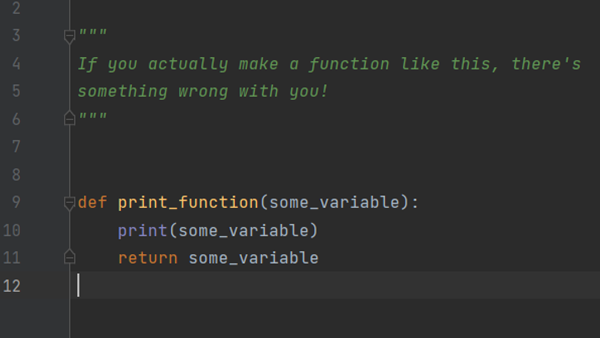 2
3 """
4 If you actually make a function like this, there's
5 something wrong with you!
6 """
7
8
9 def print_function(some_variable):
10     print(some_variable)
11     return some_variable
12